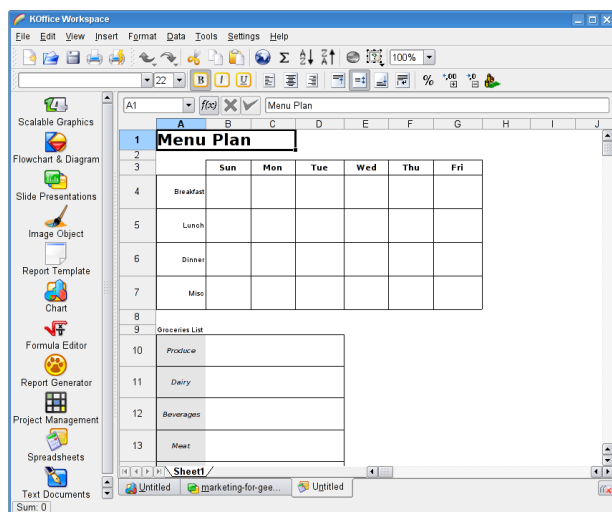 KOffice Workspace
File Edit View Insert Format Data Tools Settings Help
100%
22 B I U % +,00 +,0
Scalable Graphics
Flowchart & Diagram
Slide Presentations
Image Object
Report Template
Chart
Formula Editor
Report Generator
Project Management
Spreadsheets
Text Documents
A1 f(x) Menu Plan
A B C D E F G H I J
1 Menu Plan
2
3 Sun Mon Tue Wed Thu Fri
4 Breakfast
5 Lunch
6 Dinner
7 Misc
8
9 Groceries List
10 Produce
11 Dairy
12 Beverages
13 Meat
Sheet1
Untitled marketing-for-gee... Untitled
Sum: 0